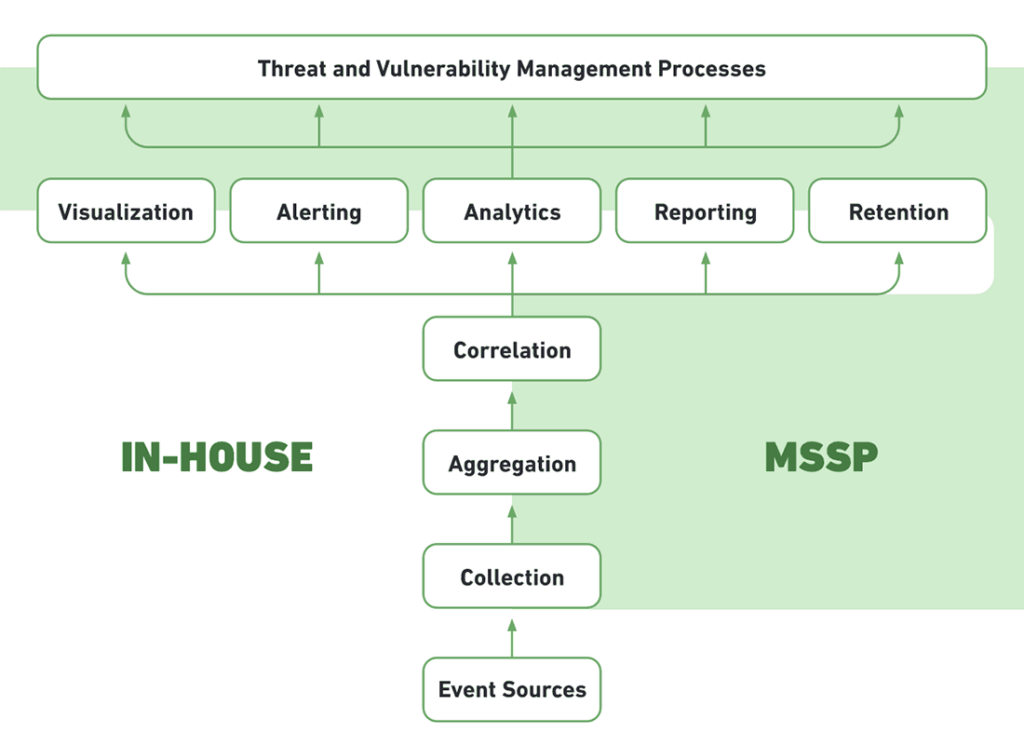 Threat and Vulnerability Management Processes
Visualization
Alerting
Analytics
Reporting
Retention
Correlation
IN-HOUSE
Aggregation
MSSP
Collection
Event Sources